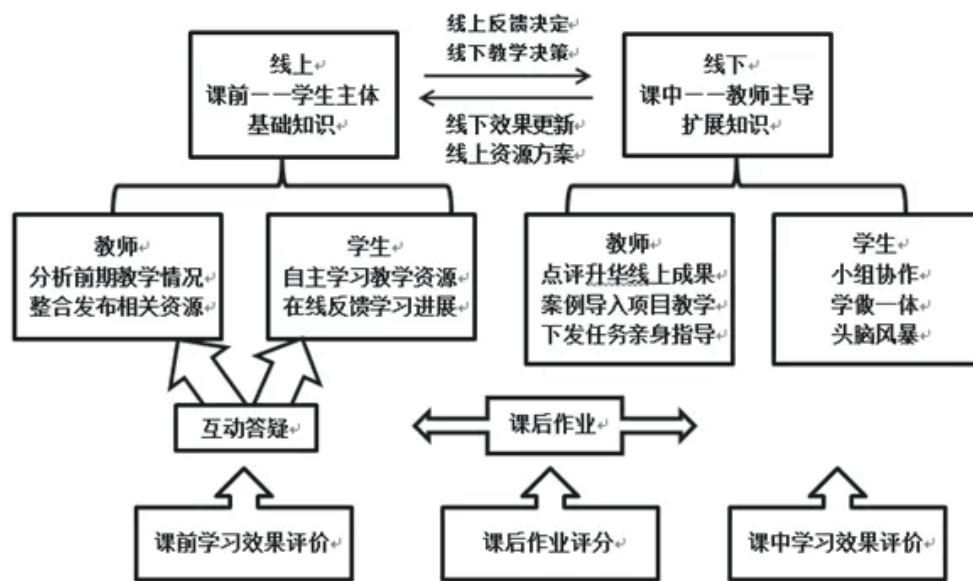 线上
课前——学生主体
基础知识
线上反馈决定
线下教学决策
线下效果更新
线上资源方案
线下
课中——教师主导
扩展知识
教师
分析前期教学情况
整合发布相关资源
学生
自主学习教学资源
在线反馈学习进展
教师
点评升华线上成果
案例导入项目教学
下发任务亲身指导
学生
小组协作
学做一体
头脑风暴
互动答疑
课后作业
课前学习效果评价
课后作业评分
课中学习效果评价